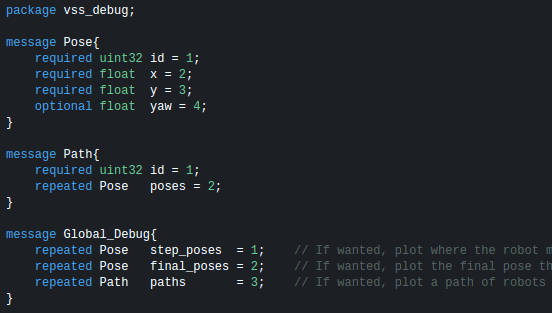 package vss_debug;
message Pose{
    required uint32 id = 1;
    required float  x = 2;
    required float  y = 3;
    optional float  yaw = 4;
}
message Path{
    required uint32 id = 1;
    repeated Pose   poses = 2;
}
message Global_Debug{
    repeated Pose   step_poses  = 1;    // If wanted, plot where the robot
    repeated Pose   final_poses = 2;    // If wanted, plot the final pose
    repeated Path   paths       = 3;    // If wanted, plot a path of robots
}